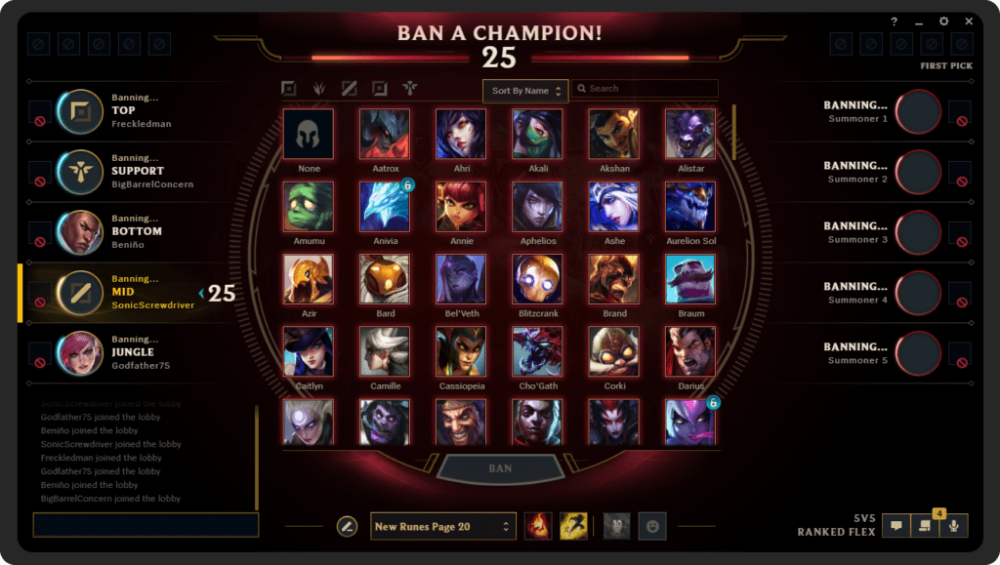 ?
BAN A CHAMPION!
25
FIRST PICK
Sort By Name
Search
Banning...
TOP
Freckledman
Banning...
SUPPORT
BigBarrelConcern
Banning...
BOTTOM
Beniño
Banning...
MID
SonicScrewdriver
25
Banning...
JUNGLE
Godfather75
None
Aatrox
Ahri
Akali
Akshan
Alistar
Amumu
Anivia
Annie
Aphelios
Ashe
Aurelion Sol
Azir
Bard
Bel'Veth
Blitzcrank
Brand
Braum
Caitlyn
Camille
Cassiopeia
Cho'Gath
Corki
Darius
BANNING...
Summoner 1
BANNING...
Summoner 2
BANNING...
Summoner 3
BANNING...
Summoner 4
BANNING...
Summoner 5
SonicScrewdriver joined the lobby
Godfather75 joined the lobby
Beniño joined the lobby
SonicScrewdriver joined the lobby
Freckledman joined the lobby
Godfather75 joined the lobby
Beniño joined the lobby
BigBarrelConcern joined the lobby
BAN
New Runes Page 20
10
5V5
RANKED FLEX
4